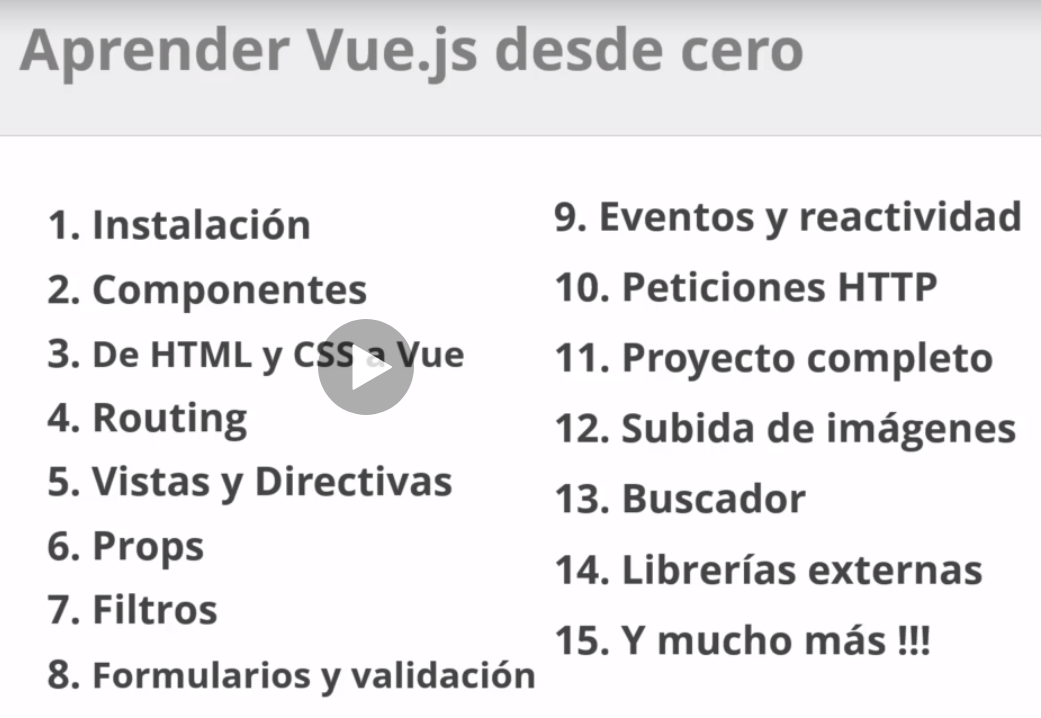 Aprender Vue.js desde cero
1. Instalación
2. Componentes
3. De HTML y CSS a Vue
4. Routing
5. Vistas y Directivas
6. Props
7. Filtros
8. Formularios y validación
9. Eventos y reactividad
10. Peticiones HTTP
11. Proyecto completo
12. Subida de imágenes
13. Buscador
14. Librerías externas
15. Y mucho más !!!